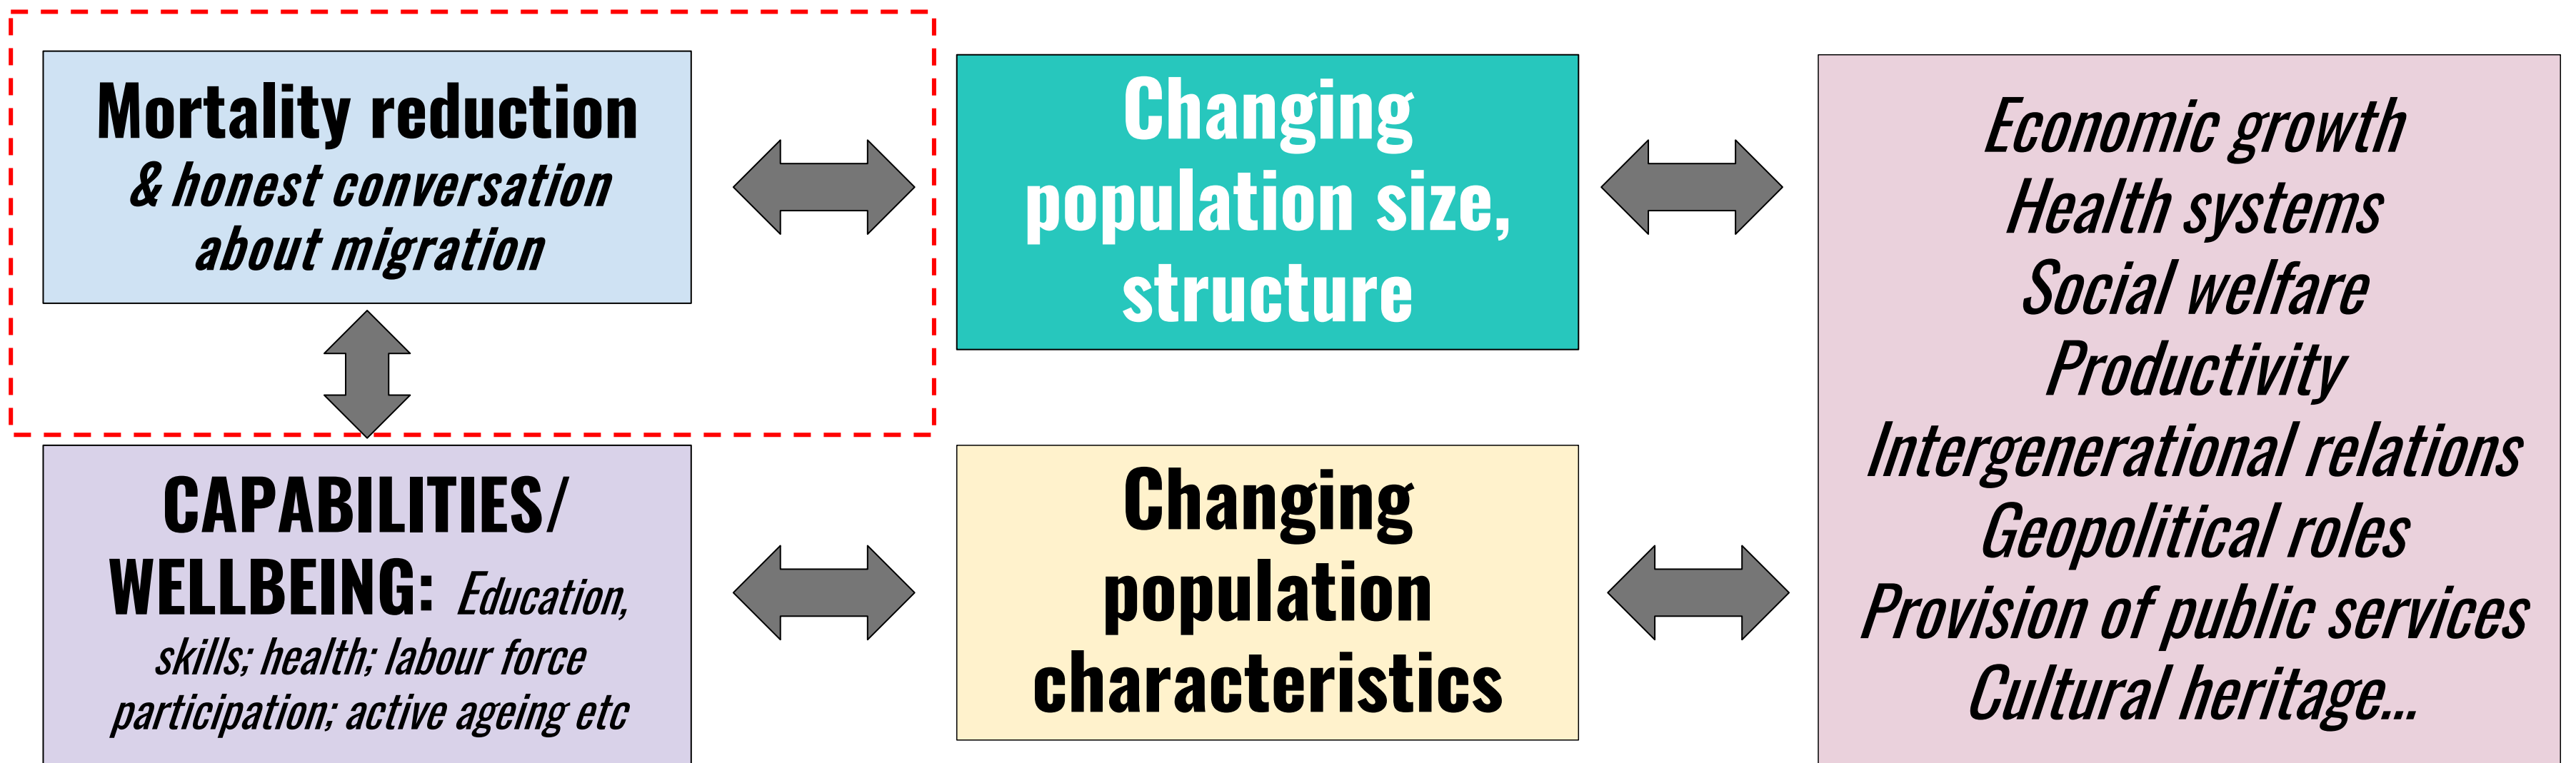 Mortality reduction
& honest conversation
about migration
Changing
population size,
structure
CAPABILITIES/
WELLBEING: Education,
skills; health; labour force
participation; active ageing etc
Changing
population
characteristics
Economic growth
Health systems
Social welfare
Productivity
Intergenerational relations
Geopolitical roles
Provision of public services
Cultural heritage...